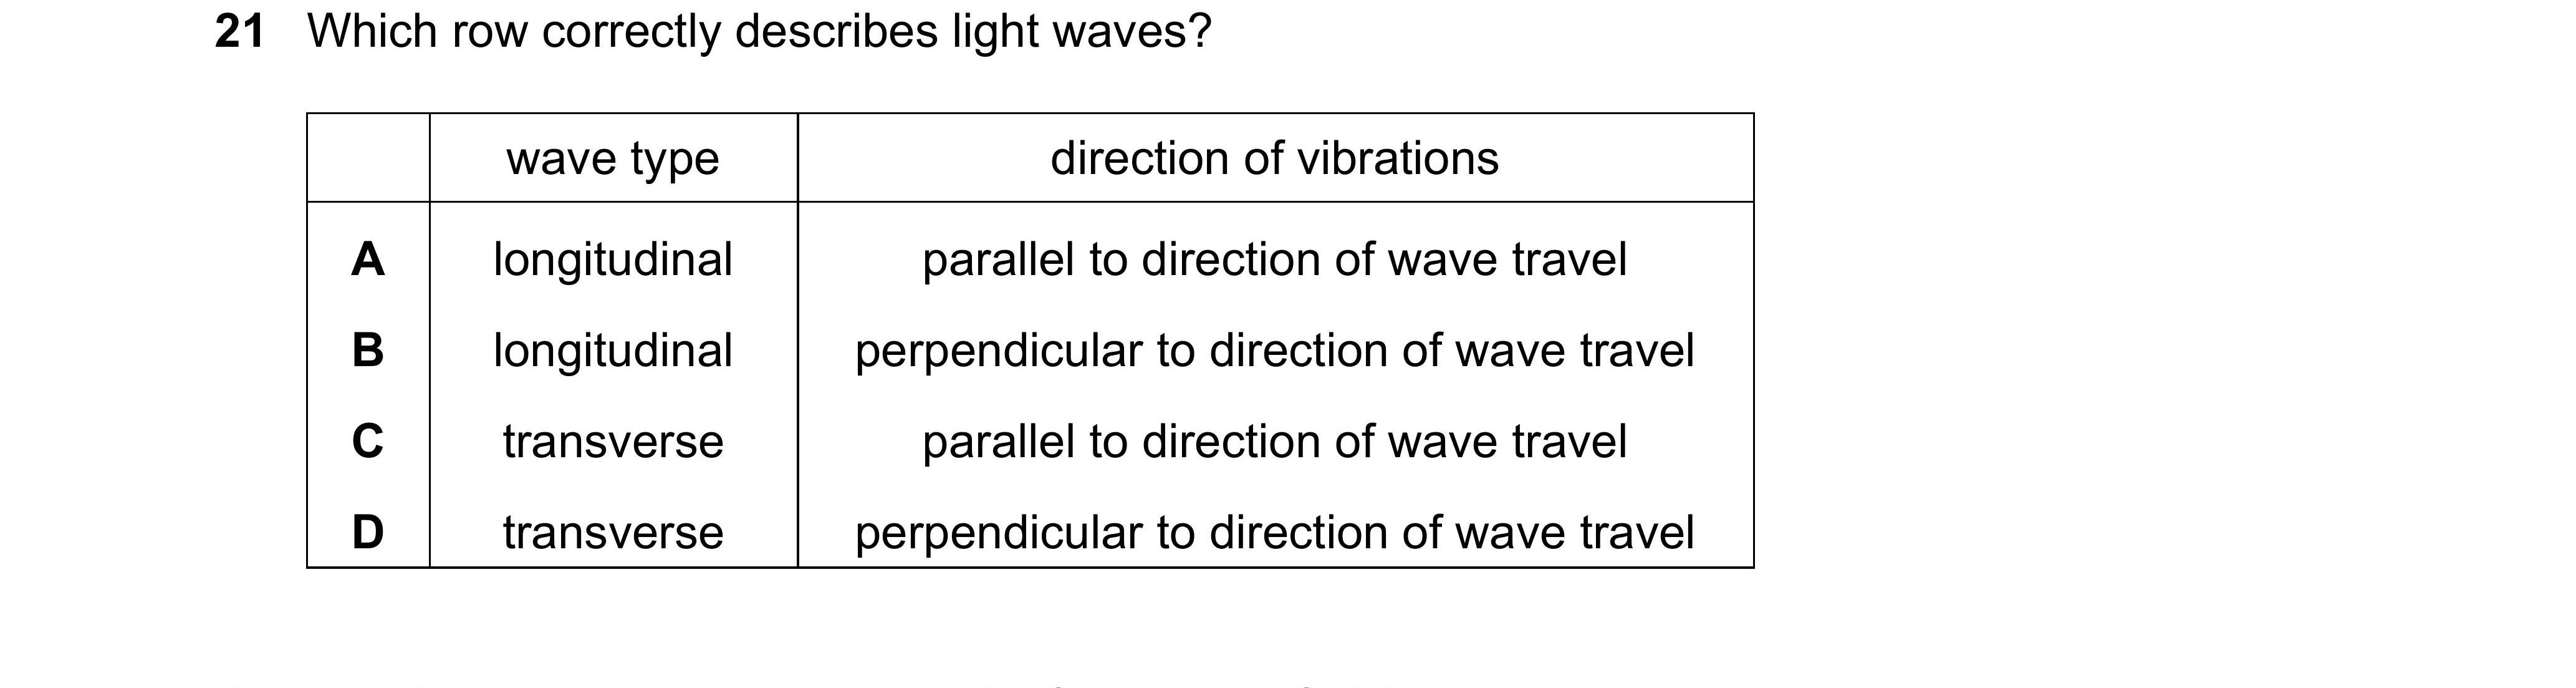 21 Which row correctly describes light waves?
wave type direction of vibrations
A longitudinal parallel to direction of wave travel
B longitudinal perpendicular to direction of wave travel
C transverse parallel to direction of wave travel
D transverse perpendicular to direction of wave travel